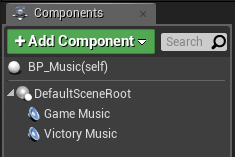 Components
+ Add Component
Search
BP_Music(self)
DefaultSceneRoot
Game Music
Victory Music